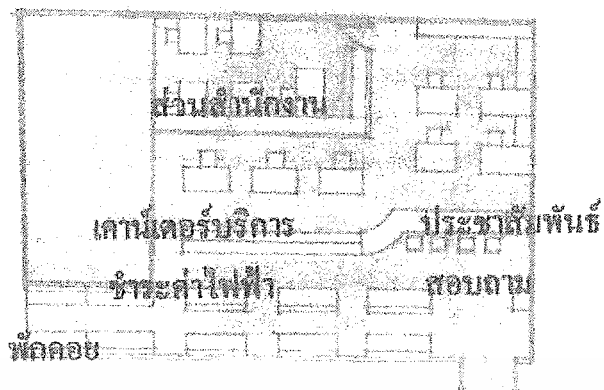 ส่วนสำนักงาน
เคาน์เตอร์บริการ
ประชาสัมพันธ์
ชำระค่าไฟฟ้า
สอบถาม
พักคอย